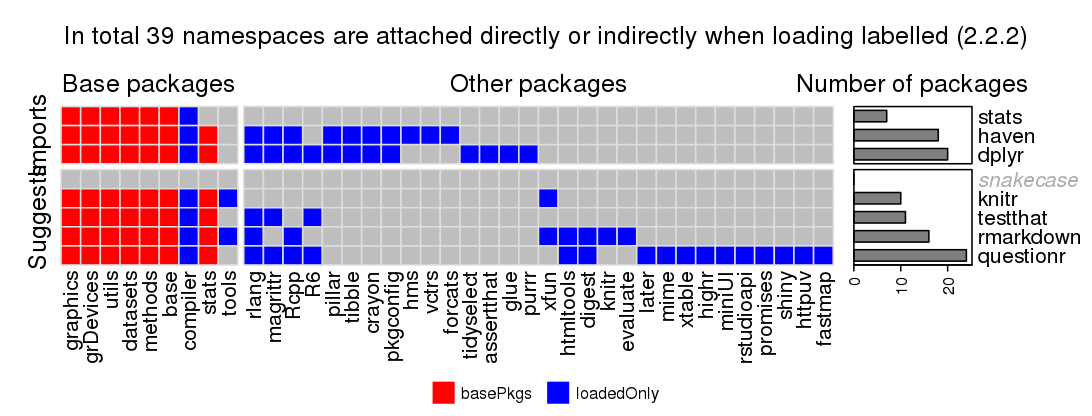 In total 39 namespaces are attached directly or indirectly when loading labelled (2.2.2)
Base packages
Other packages
Number of packages
Imports
stats
haven
dplyr
Suggests
snakecase
knitr
testthat
rmarkdown
questionr
graphics
grDevices
utils
datasets
methods
base
compiler
stats
tools
rlang
magrittr
Rcpp
R6
pillar
tibble
crayon
pkgconfig
hms
vctrs
forcats
tidyselect
assertthat
glue
purrr
xfun
htmltools
digest
knitr
evaluate
later
mime
xtable
highr
miniUI
rstudioapi
promises
shiny
httpuv
fastmap
0
10
20
basePkgs
loadedOnly